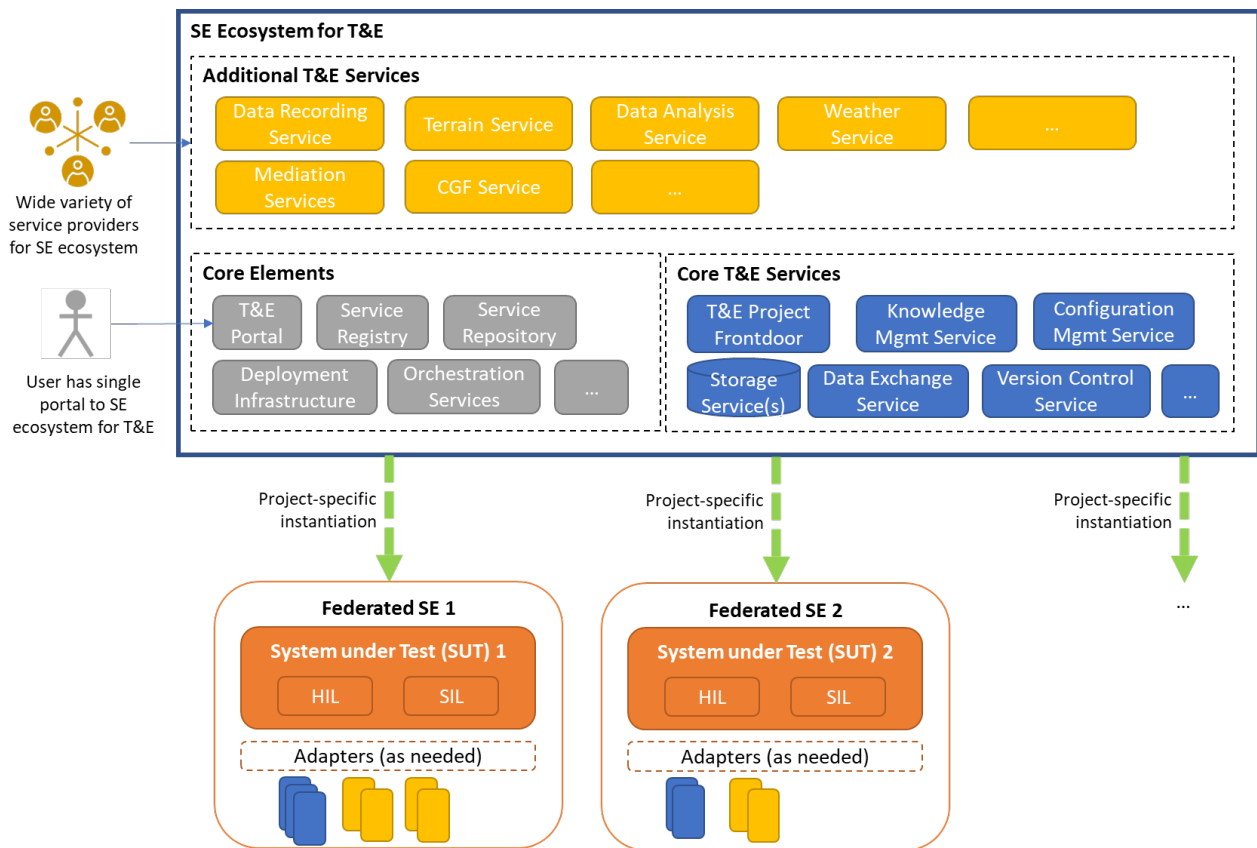 SE Ecosystem for T&E
Additional T&E Services
Data Recording
Service
Terrain Service
Data Analysis
Service
Weather
Service
...
Mediation
Services
CGF Service
...
Wide variety of
service providers
for SE ecosystem
Core Elements
T&E
Portal
Service
Registry
Service
Repository
Deployment
Infrastructure
Orchestration
Services
...
Core T&E Services
T&E Project
Frontdoor
Knowledge
Mgmt Service
Configuration
Mgmt Service
Storage
Service(s)
Data Exchange
Service
Version Control
Service
...
User has single
portal to SE
ecosystem for T&E
Project-specific
instantiation
Project-specific
instantiation
Project-specific
instantiation
Federated SE 1
System under Test (SUT) 1
HIL
SIL
Adapters (as needed)
Federated SE 2
System under Test (SUT) 2
HIL
SIL
Adapters (as needed)
...